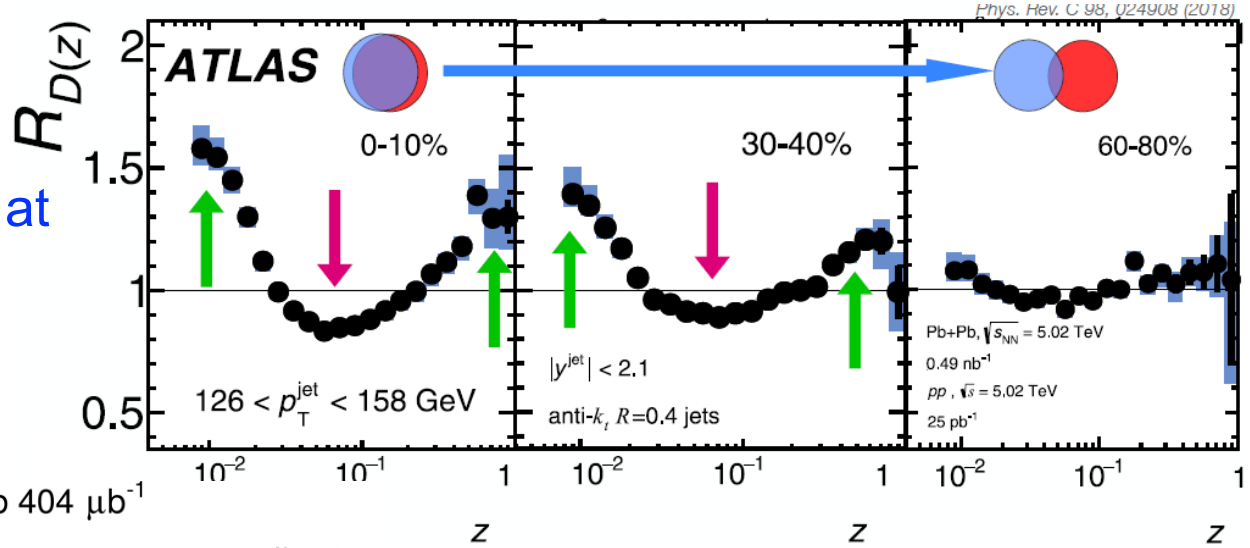 Phys. Rev. C 98, 024908 (2018)
R_{D(z)}
2
1.5
1
0.5
at
ATLAS
0-10%
126 < p_T^{jet} < 158 GeV
30-40%
|y^{jet}| < 2.1
anti-k_t R=0.4 jets
60-80%
Pb+Pb, √s_{NN} = 5.02 TeV
0.49 nb^{-1}
pp , √s = 5.02 TeV
25 pb^{-1}
10^{-2} 10^{-1} 1
10^{-2} 10^{-1} 1
10^{-2} 10^{-1} 1
404 μb^{-1}
z z z